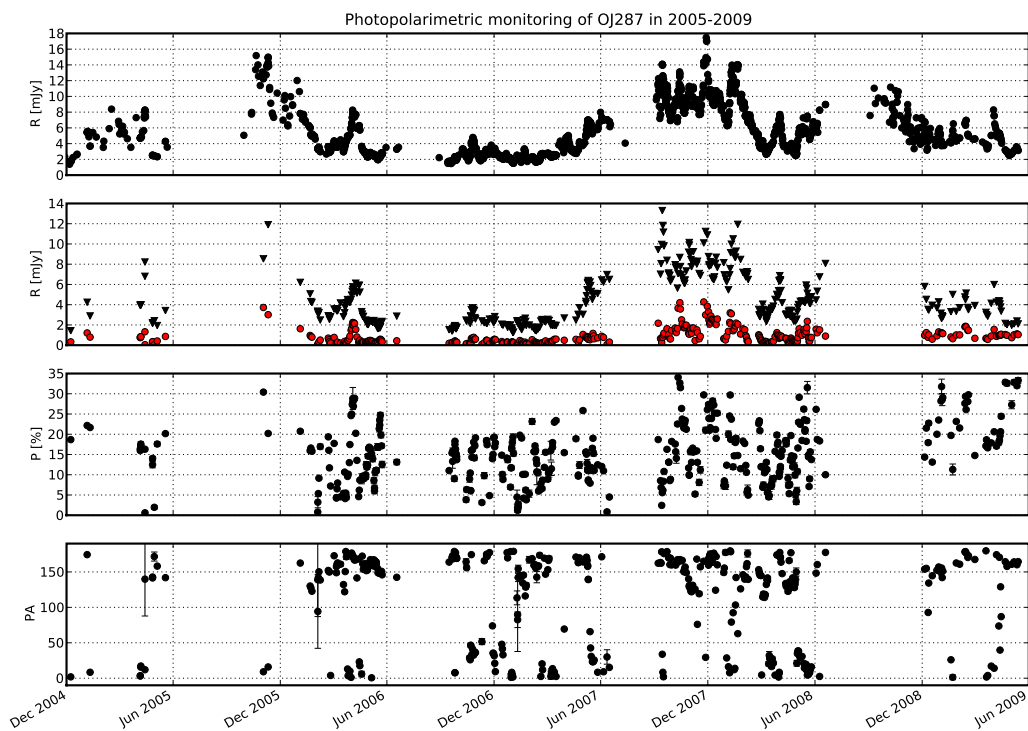 Photopolarimetric monitoring of OJ287 in 2005-2009
18
16
14
12
10
8
6
4
2
0
R [mJy]
14
12
10
8
6
4
2
0
R [mJy]
35
30
25
20
15
10
5
0
P [%]
150
100
50
0
PA
Dec 2004
Jun 2005
Dec 2005
Jun 2006
Dec 2006
Jun 2007
Dec 2007
Jun 2008
Dec 2008
Jun 2009